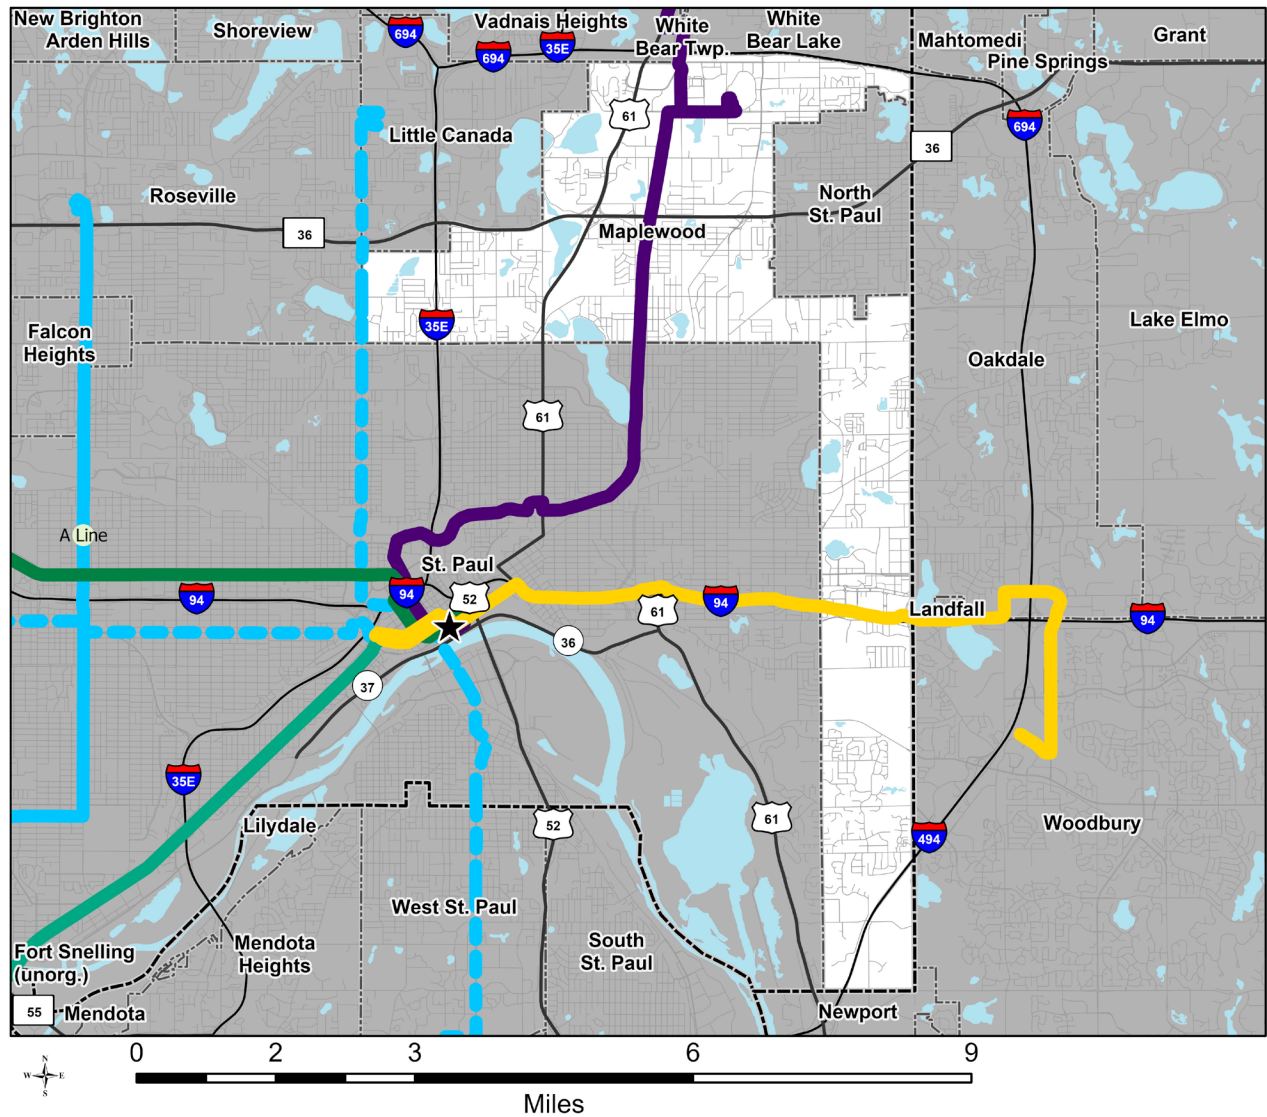 New Brighton
Arden Hills
Shoreview
694
Vadnais Heights
694
35E
White
Bear Twp.
White
Bear Lake
Mahtomedi
Pine Springs
Grant
61
694
Little Canada
36
Roseville
North
St. Paul
36
Maplewood
Falcon
Heights
35E
Lake Elmo
Oakdale
61
A Line
St. Paul
94
94
52
61
94
Landfall
94
36
37
35E
Lilydale
52
61
Woodbury
494
West St. Paul
Fort Snelling
(unorg.)
Mendota
Heights
South
St. Paul
55
Mendota
Newport
N
W
E
S
0
2
3
6
9
Miles